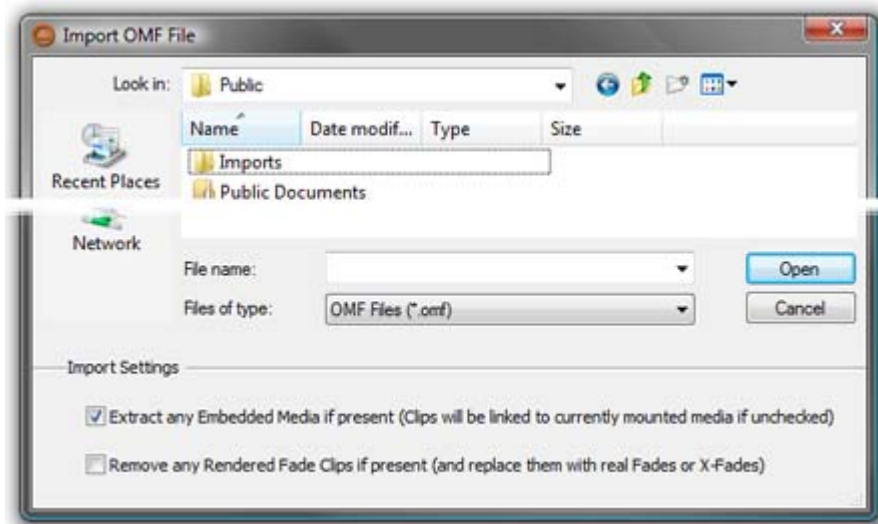 Import OMF File
Look in: Public
Name Date modif... Type Size
Imports
Recent Places
Public Documents
Network
File name: Open
Files of type: OMF Files (*.omf) Cancel
Import Settings
Extract any Embedded Media if present (Clips will be linked to currently mounted media if unchecked)
Remove any Rendered Fade Clips if present (and replace them with real Fades or X-Fades)